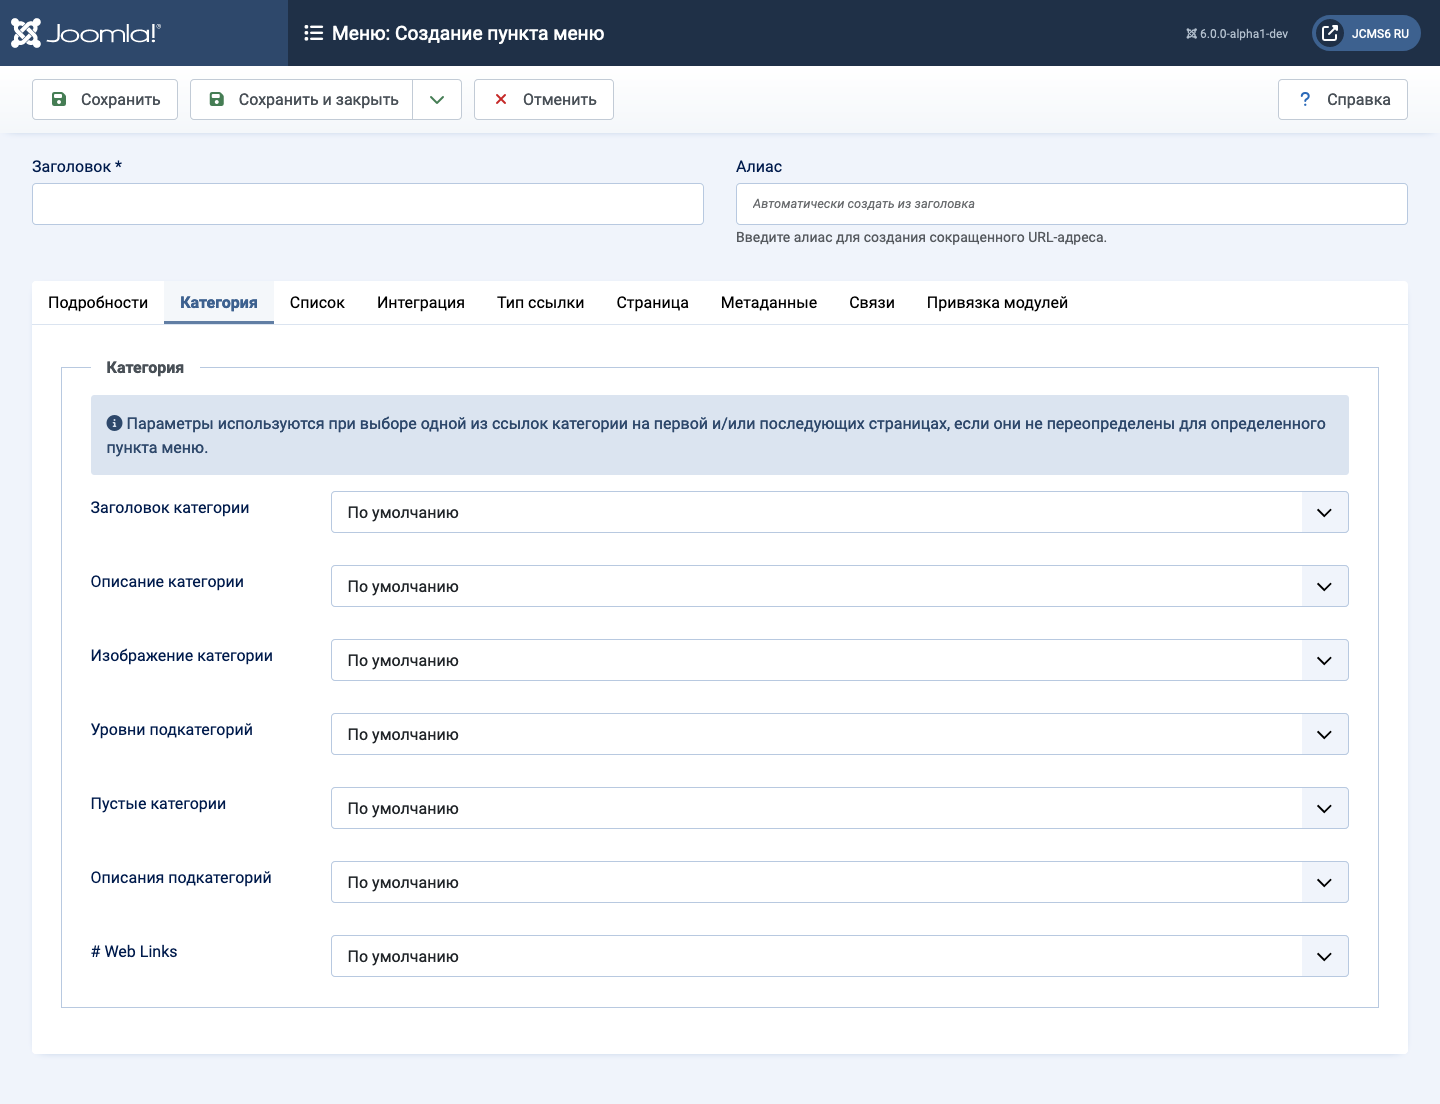 Joomla!®
Меню: Создание пункта меню
6.0.0-alpha1-dev
JCMS6 RU
Сохранить
Сохранить и закрыть
Отменить
? Справка
Заголовок *
Алиас
Автоматически создать из заголовка
Введите алиас для создания сокращенного URL-адреса.
Подробности
Категория
Список
Интеграция
Тип ссылки
Страница
Метаданные
Связи
Привязка модулей
Категория
Параметры используются при выборе одной из ссылок категории на первой и/или последующих страницах, если они не переопределены для определенного
пункта меню.
Заголовок категории
По умолчанию
Описание категории
По умолчанию
Изображение категории
По умолчанию
Уровни подкатегорий
По умолчанию
Пустые категории
По умолчанию
Описания подкатегорий
По умолчанию
# Web Links
По умолчанию